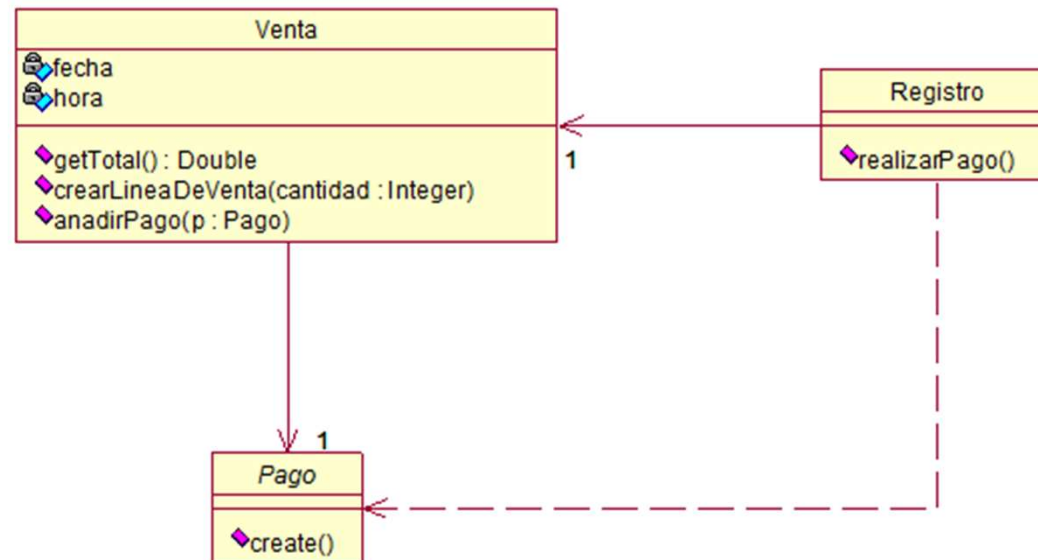 Venta
fecha
hora
getTotal() : Double
crearLineaDeVenta(cantidad : Integer)
anadirPago(p : Pago)
1
Registro
realizarPago()
1
Pago
create()